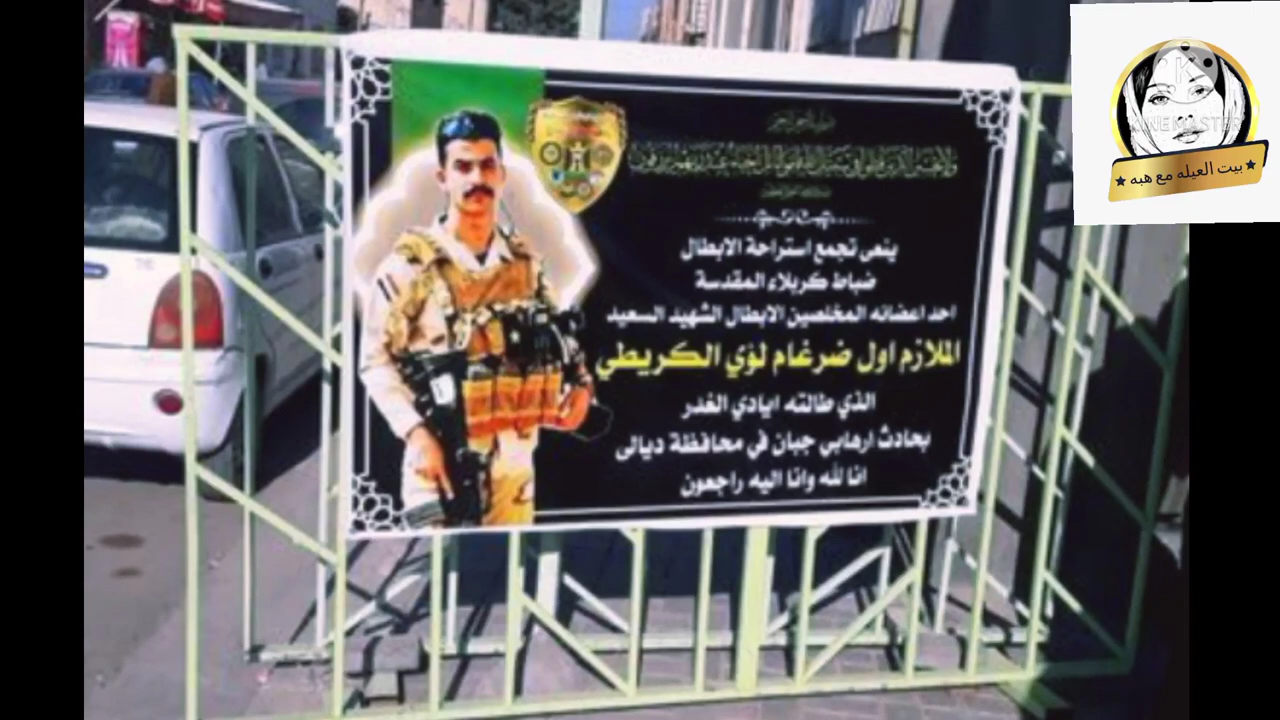 ينعى تجمع استراحة الابطال
ضباط كربلاء المقدسة
احد اعضائه المخلصين الابطال الشهيد السعيد
الملازم اول ضرغام لؤي الكريطي
الذي طالته ايادي الغدر
بحادث ارهابي جبان في محافظة ديالى
انا لله وانا اليه راجعون
KINEMASTER
بيت العيله مع هبه